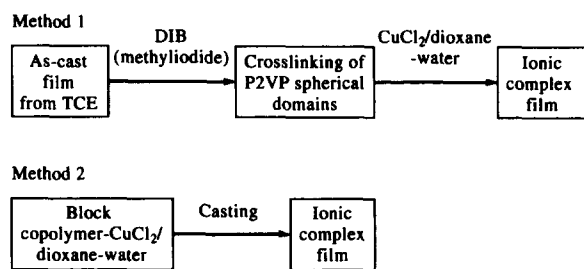 Method 1
As-cast
film
from TCE
DIB
(methyliodide)
Crosslinking of
P2VP spherical
domains
CuCl₂/dioxane
-water
Ionic
complex
film
Method 2
Block
copolymer-CuCl₂/
dioxane-water
Casting
Ionic
complex
film